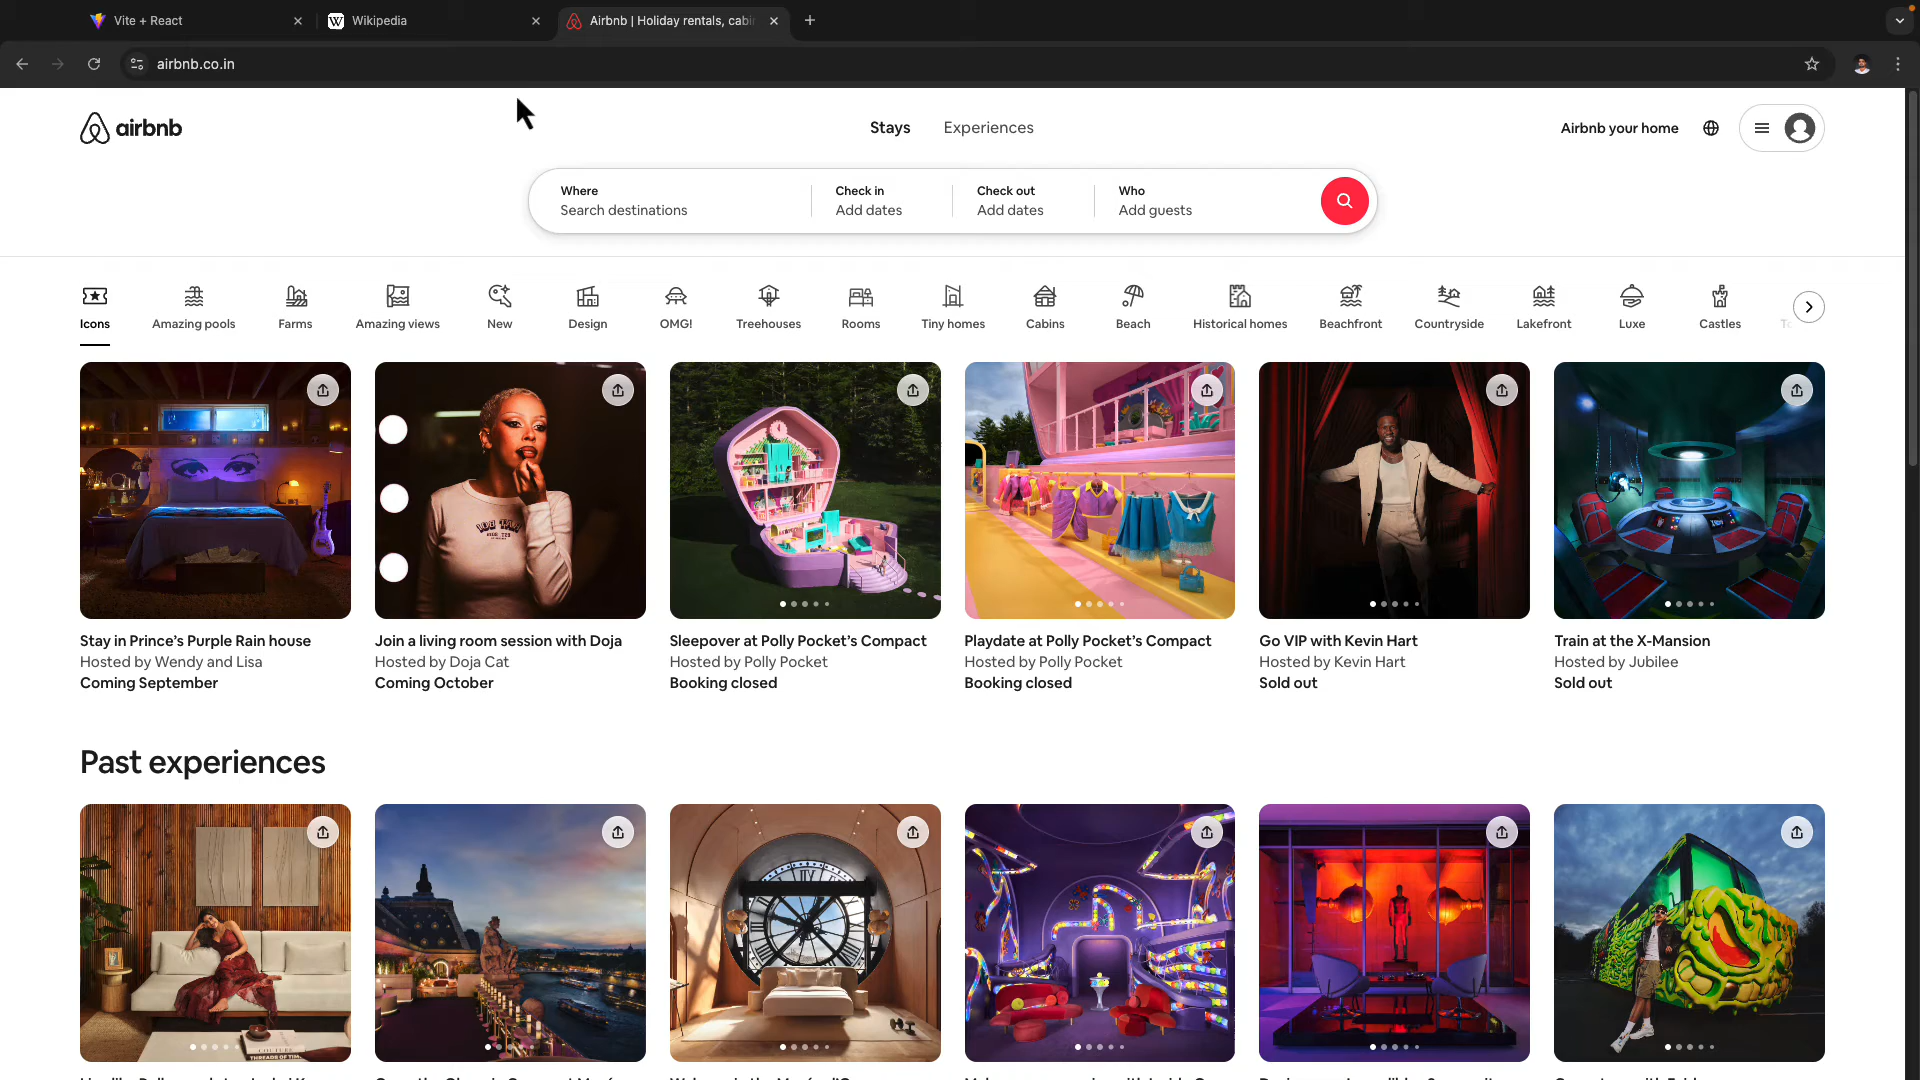 Vite + React
Wikipedia
Airbnb | Holiday rentals, cabi
airbnb.co.in
airbnb
Stays
Experiences
Airbnb your home
Where
Search destinations
Check in
Add dates
Check out
Add dates
Who
Add guests
Icons
Amazing pools
Farms
Amazing views
New
Design
OMG!
Treehouses
Rooms
Tiny homes
Cabins
Beach
Historical homes
Beachfront
Countryside
Lakefront
Luxe
Castles
Stay in Prince’s Purple Rain house
Hosted by Wendy and Lisa
Coming September
Join a living room session with Doja
Hosted by Doja Cat
Coming October
Sleepover at Polly Pocket’s Compact
Hosted by Polly Pocket
Booking closed
Playdate at Polly Pocket’s Compact
Hosted by Polly Pocket
Booking closed
Go VIP with Kevin Hart
Hosted by Kevin Hart
Sold out
Train at the X-Mansion
Hosted by Jubilee
Sold out
Past experiences